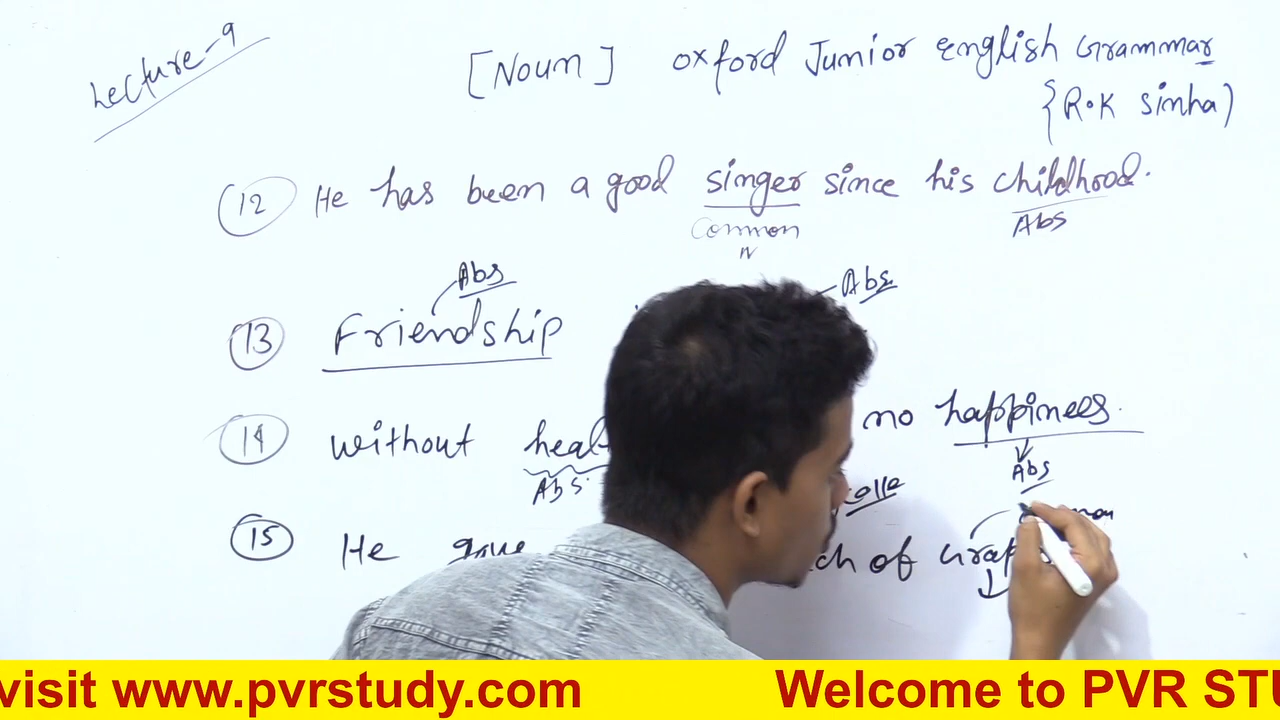 Lecture-9
[Noun] Oxford Junior English Grammar
{R.K Sinha)
12 He has been a good singer since his childhood.
Common Abs
N
Abs Abs
13 Friendship
14 without no happiness.
Abs. Abs
15 He gave of
visit www.pvrstudy.com Welcome to PVR